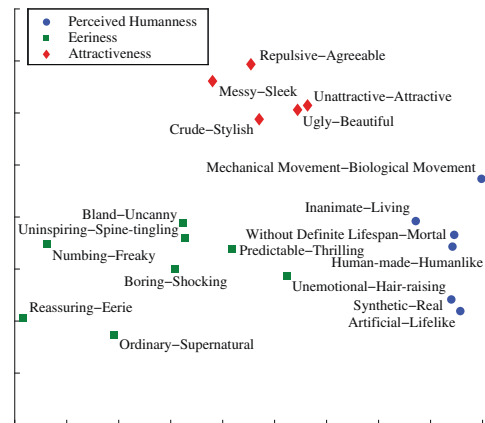 Perceived Humanness
Eeriness
Attractiveness
Repulsive−Agreeable
Messy−Sleek
Unattractive−Attractive
Ugly−Beautiful
Crude−Stylish
Mechanical Movement−Biological Movement
Inanimate−Living
Bland−Uncanny
Uninspiring−Spine-tingling
Without Definite Lifespan−Mortal
Numbing−Freaky
Predictable−Thrilling
Human-made−Humanlike
Boring−Shocking
Unemotional−Hair-raising
Reassuring−Eerie
Synthetic−Real
Artificial−Lifelike
Ordinary−Supernatural